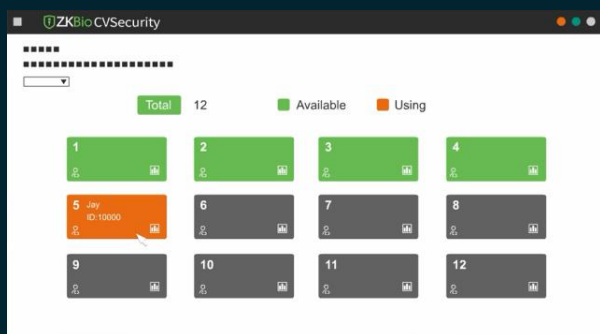 ZKBio CVSecurity
Total 12 Available Using
1 2 3 4
5 Jay 6 7 8
ID:10000
9 10 11 12